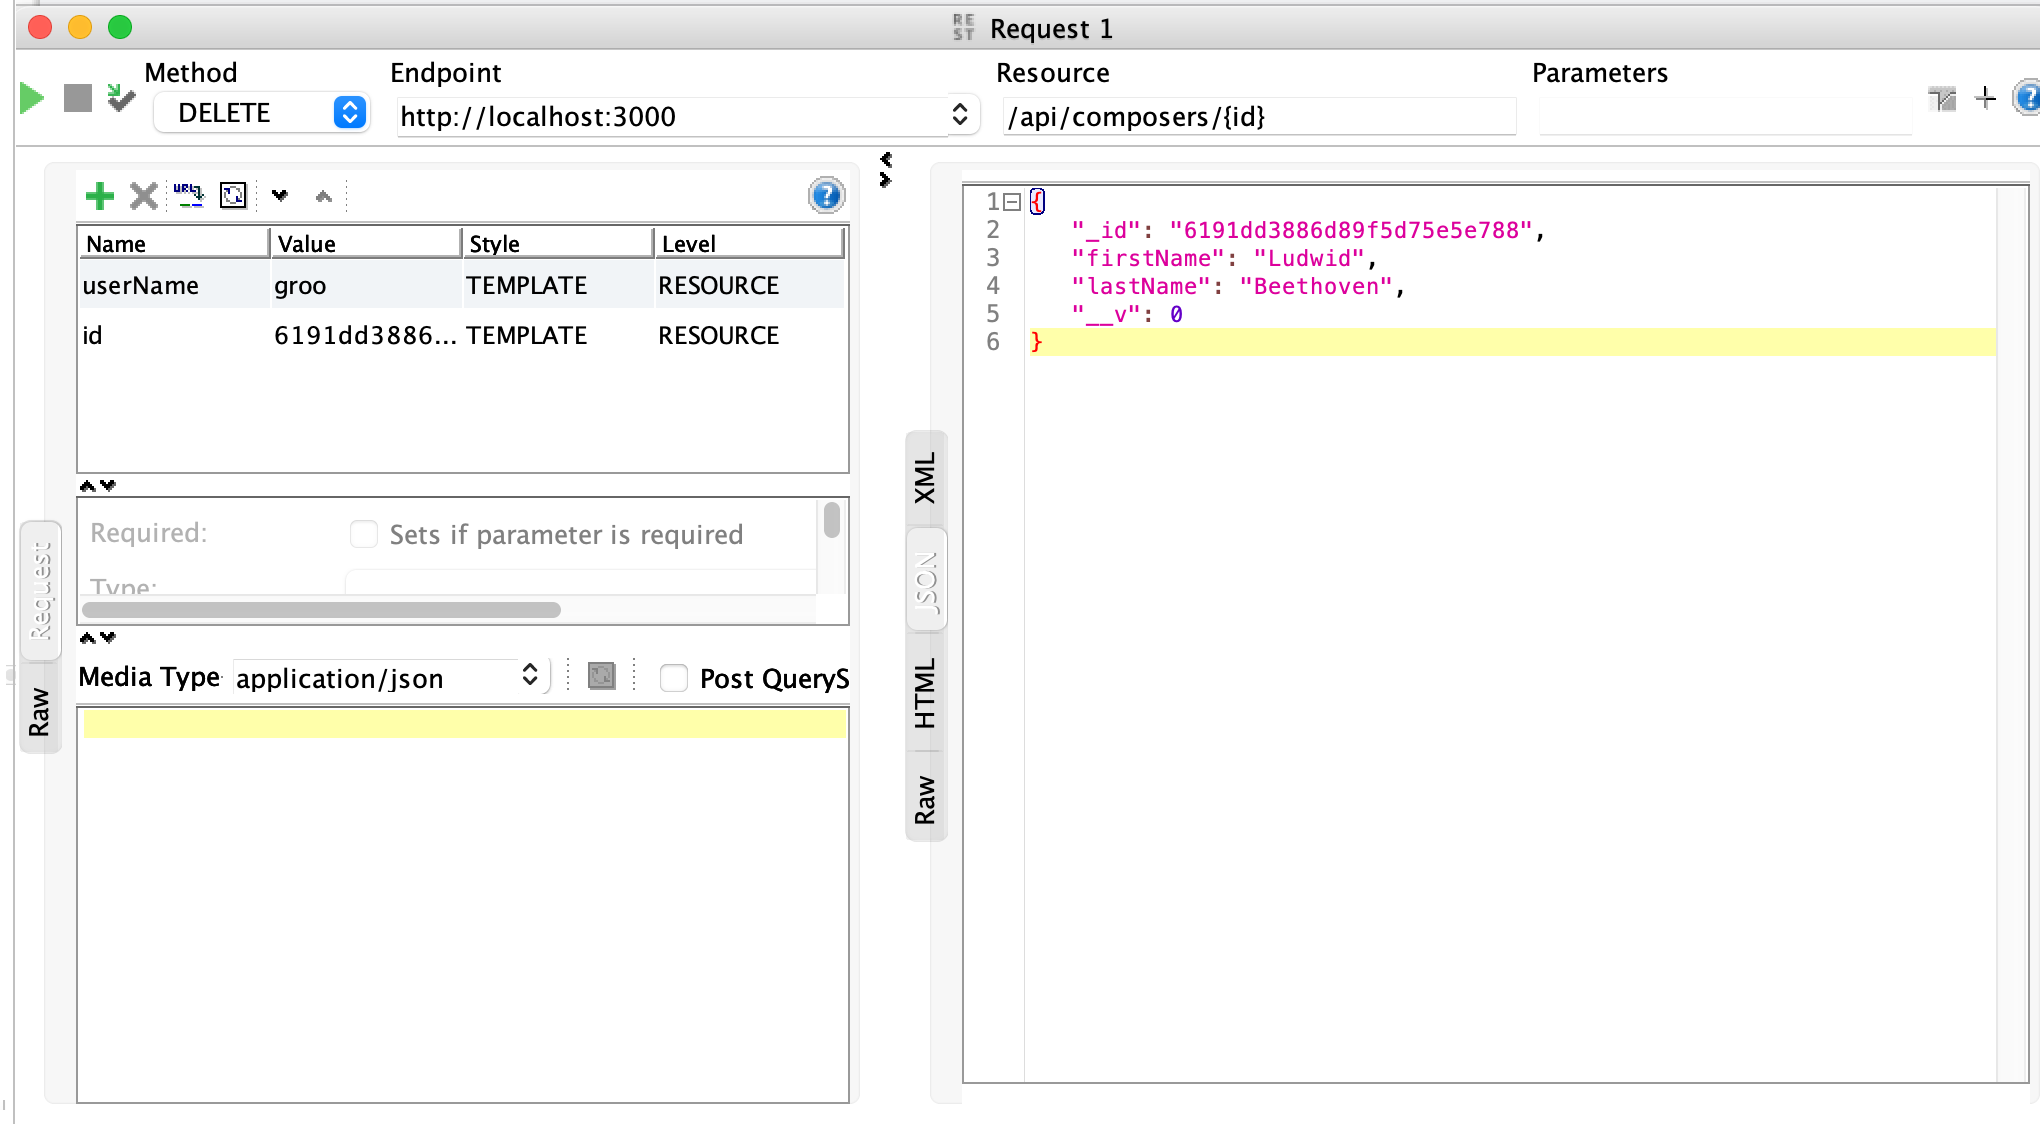 REST Request 1
Method Endpoint Resource Parameters
DELETE http://localhost:3000 /api/composers/{id}
Name Value Style Level
userName groo TEMPLATE RESOURCE
id 6191dd3886... TEMPLATE RESOURCE
Required: Sets if parameter is required
Type:
Media Type application/json Post QueryS
Request
Raw
XML
JSON
HTML
Raw
1 {
2 "_id": "6191dd3886d89f5d75e5e788",
3 "firstName": "Ludwid",
4 "lastName": "Beethoven",
5 "__v": 0
6 }